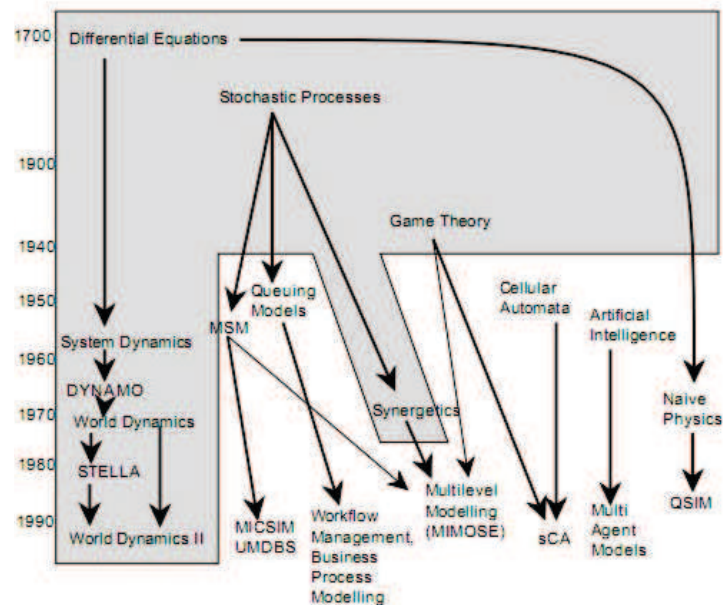 1700
Differential Equations
Stochastic Processes
1900
Game Theory
1940
Cellular
Automata
Queuing
Models
1950
MSM
Artificial
Intelligence
System Dynamics
1960
DYNAMO
Naive
Physics
Synergetics
1970
World Dynamics
STELLA
1980
Multilevel
Modelling
(MIMOSE)
QSIM
1990
World Dynamics II
MICSIM
UMDBS
Workflow
Management,
Business
Process
Modelling
sCA
Multi
Agent
Models